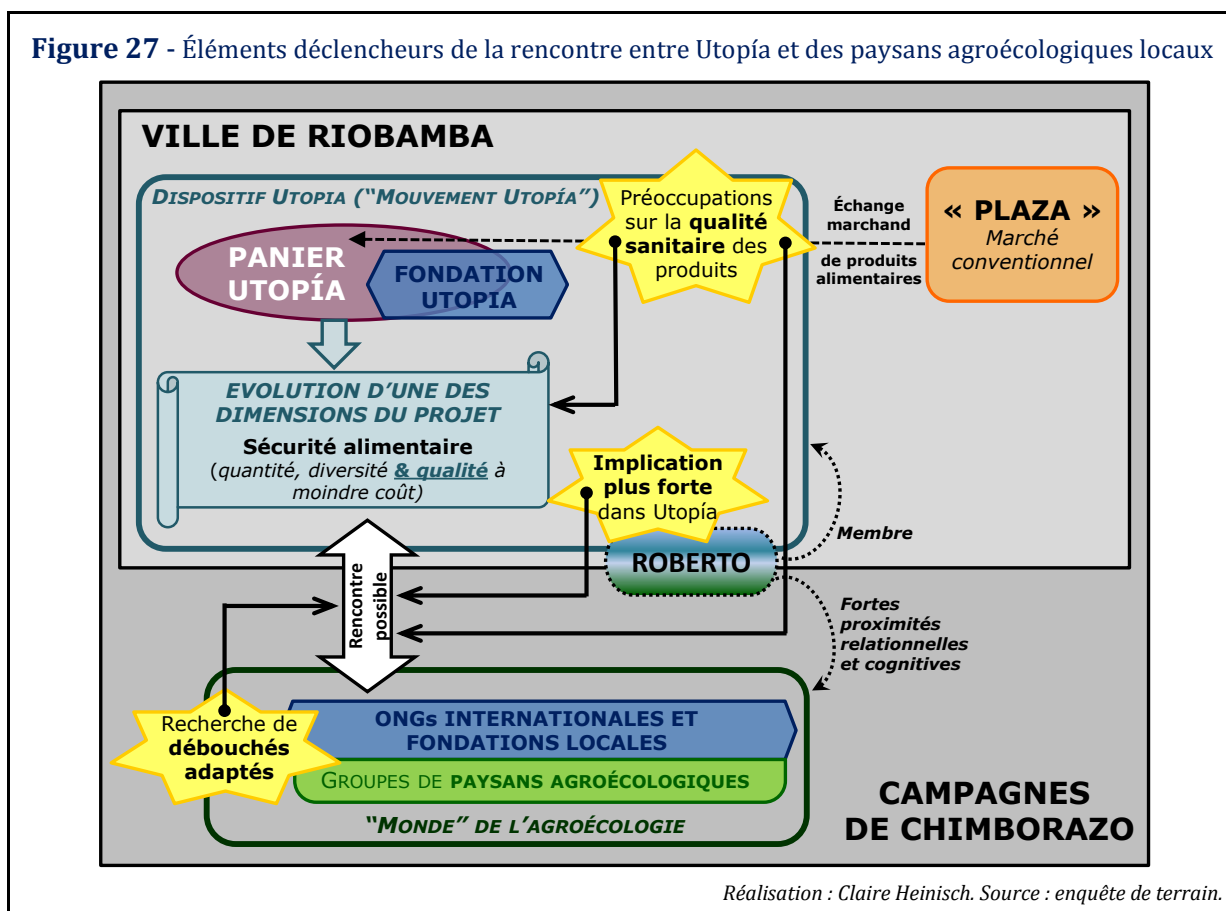 Figure 27 - Éléments déclencheurs de la rencontre entre Utopía et des paysans agroécologiques locaux
VILLE DE RIOBAMBA
DISPOSITIF UTOPIA ("MOUVEMENT UTOPÍA")
Préoccupations
sur la qualité
sanitaire des
produits
Échange
marchand
de produits
alimentaires
« PLAZA »
Marché
conventionnel
PANIER
UTOPÍA
FONDATION
UTOPIA
EVOLUTION D'UNE DES
DIMENSIONS DU PROJET
Sécurité alimentaire
(quantité, diversité & qualité à
moindre coût)
Implication
plus forte
dans Utopía
ROBERTO
Membre
Fortes
proximités
relationnelles
et cognitives
Rencontre
possible
Recherche de
débouchés
adaptés
ONGS INTERNATIONALES ET
FONDATIONS LOCALES
GROUPES DE PAYSANS AGROÉCOLOGIQUES
"MONDE" DE L'AGROÉCOLOGIE
CAMPAGNES
DE CHIMBORAZO
Réalisation : Claire Heinisch. Source : enquête de terrain.